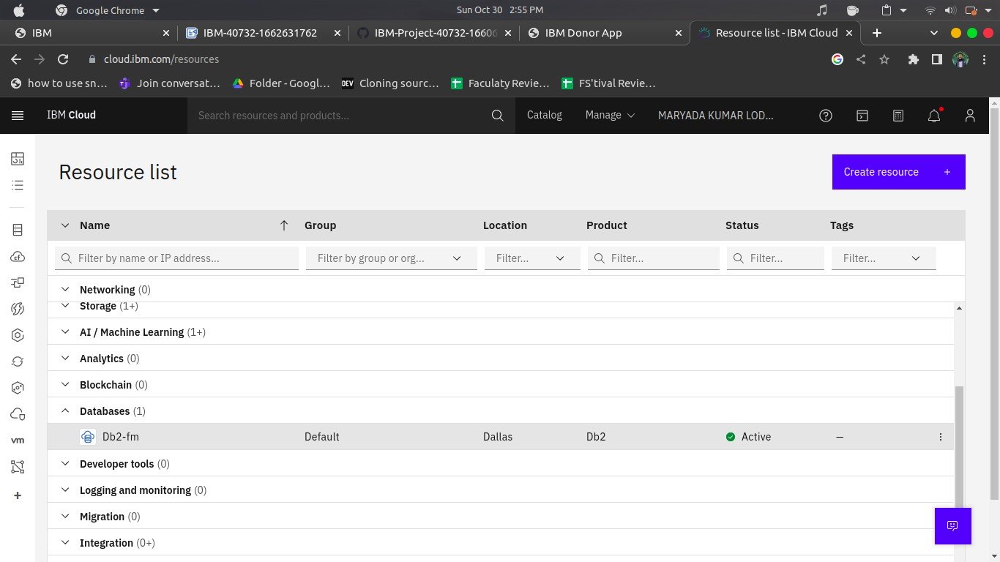 Google Chrome Sun Oct 30 2:55 PM
IBM IBM-40732-1662631762 IBM-Project-40732-16606 IBM Donor App Resource list - IBM Cloud
cloud.ibm.com/resources
how to use sn... Join conversat... Folder - Googl... DEV Cloning sourc... Faculaty Revie... FS'tival Revie...
IBM Cloud Search resources and products... Catalog Manage MARYADA KUMAR LOD...
Resource list
Create resource +
Name Group Location Product Status Tags
Filter by name or IP address... Filter by group or org... Filter... Filter... Filter... Filter...
Networking (0)
Storage (1+)
AI / Machine Learning (1+)
Analytics (0)
Blockchain (0)
Databases (1)
Db2-fm Default Dallas Db2 Active —
Developer tools (0)
Logging and monitoring (0)
Migration (0)
Integration (0+)
vm